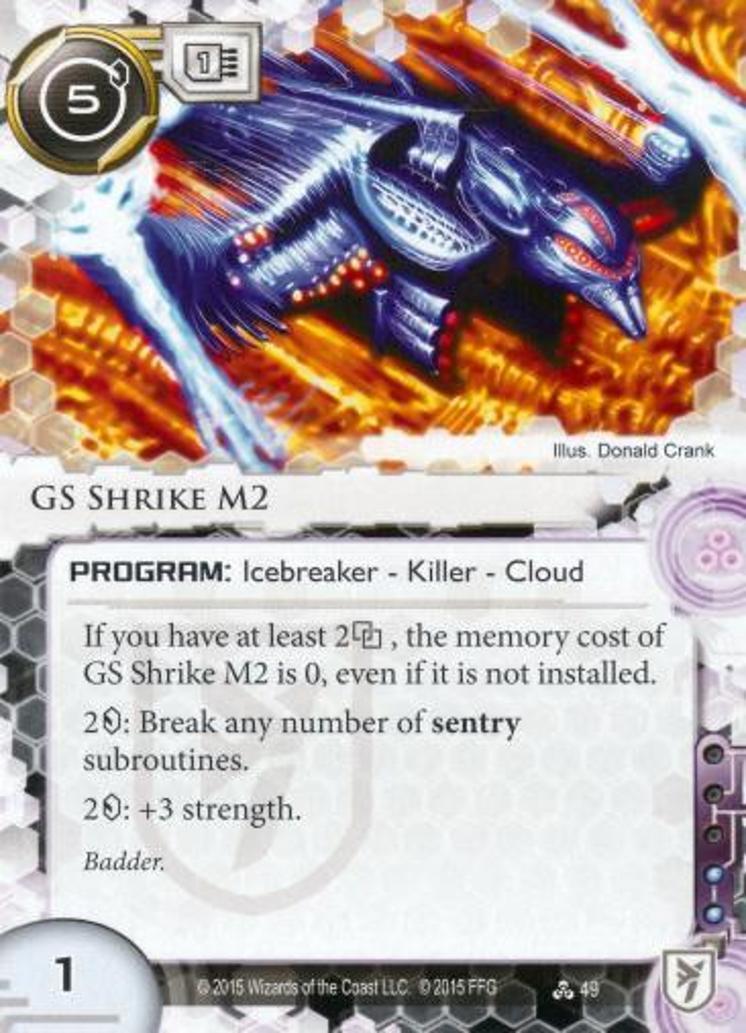 5
1
Illus. Donald Crank
GS SHRIKE M2
PROGRAM: Icebreaker - Killer - Cloud
If you have at least 2 , the memory cost of
GS Shrike M2 is 0, even if it is not installed.
2 : Break any number of sentry
subroutines.
2 : +3 strength.
Badder.
1
© 2015 Wizards of the Coast LLC. © 2015 FFG
49